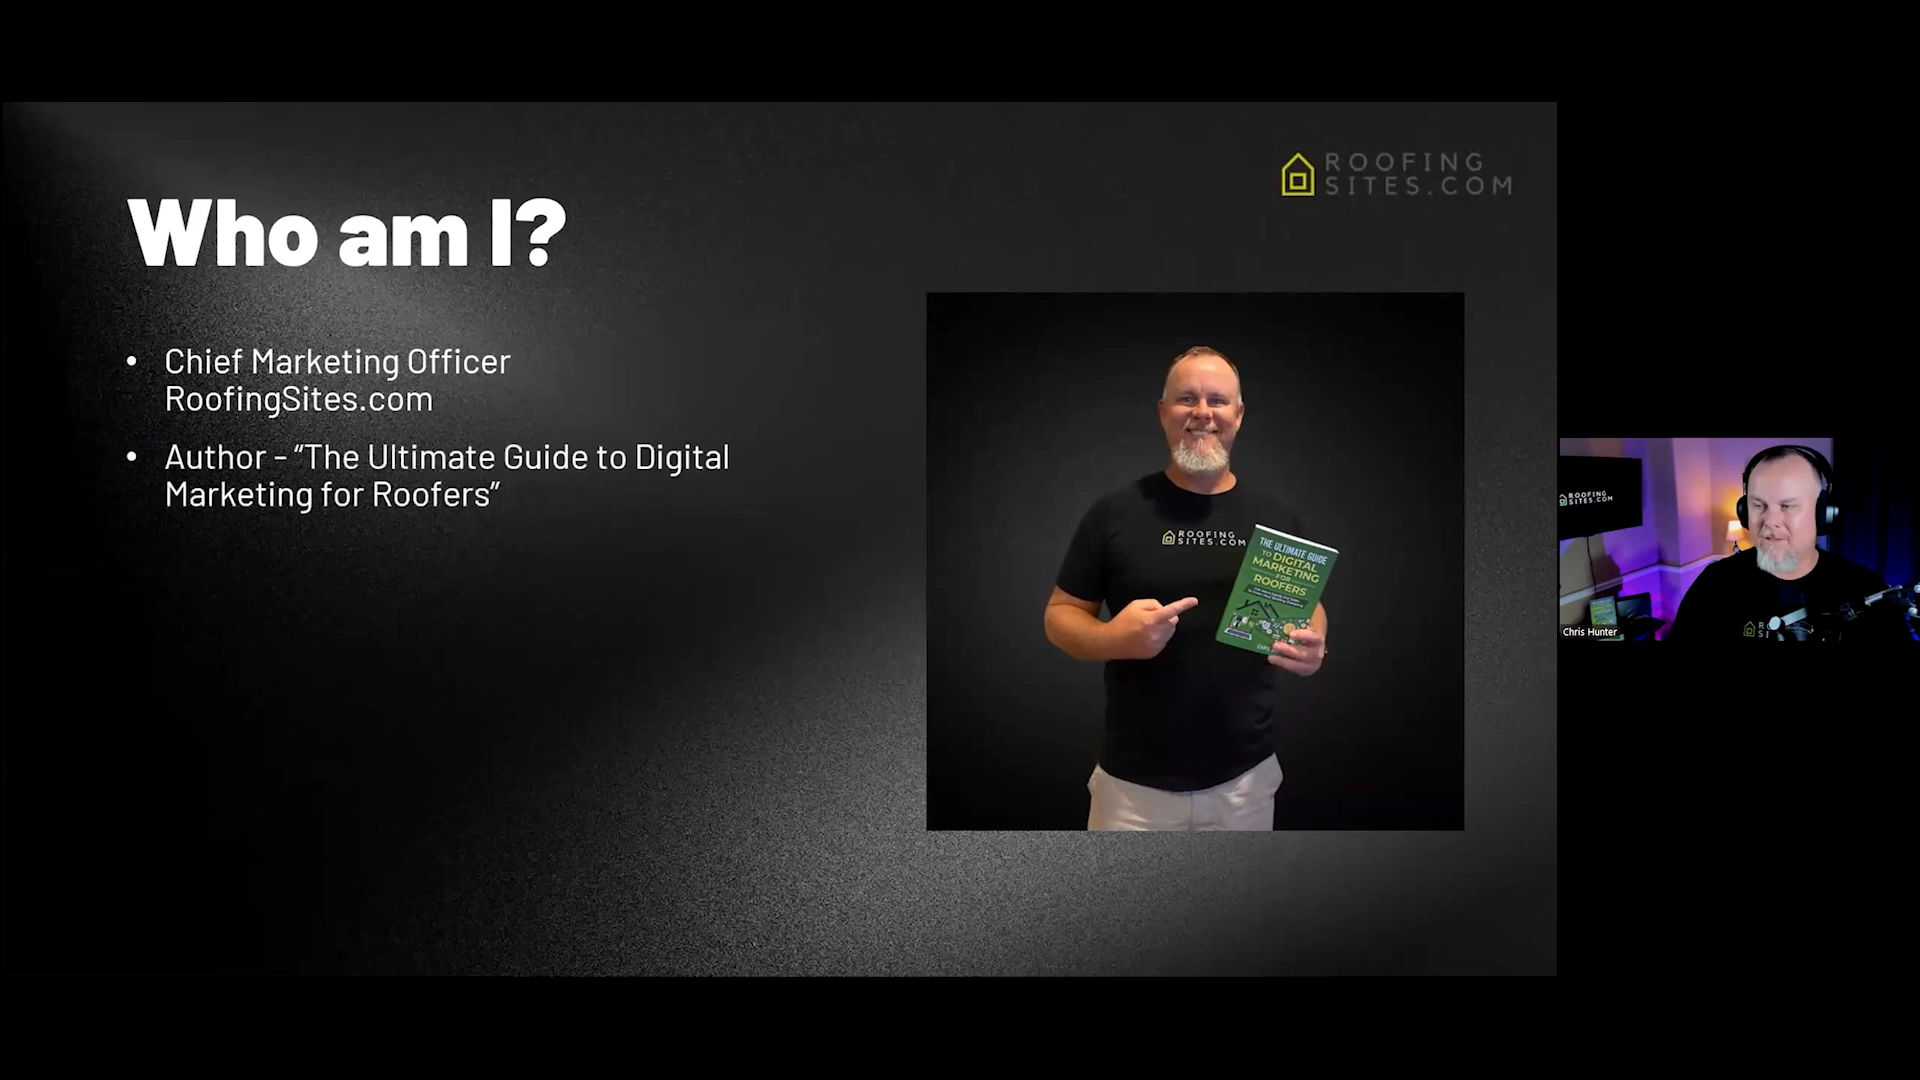 ROOFING
SITES.COM
Who am I?
• Chief Marketing Officer
RoofingSites.com
• Author - “The Ultimate Guide to Digital
Marketing for Roofers”
ROOFING
SITES.COM
THE ULTIMATE GUIDE
TO DIGITAL
MARKETING
FOR
ROOFERS
ROOFING
SITES.COM
Chris Hunter